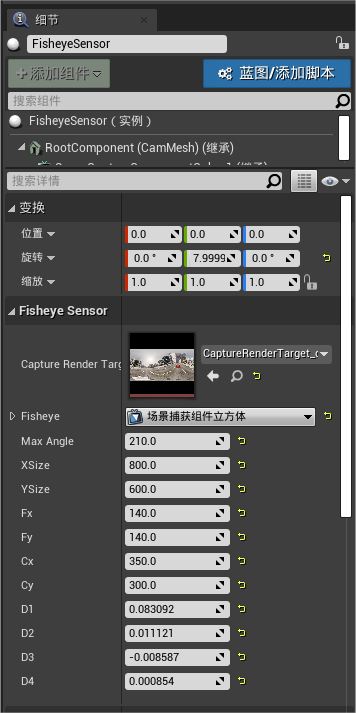 细节
FisheyeSensor
+添加组件
蓝图/添加脚本
搜索组件
FisheyeSensor（实例）
RootComponent (CamMesh) (继承)
搜索详情
变换
位置 0.0 0.0 0.0
旋转 0.0 ° 7.9999 0.0 °
缩放 1.0 1.0 1.0
Fisheye Sensor
Capture Render Targ
CaptureRenderTarget_c
Fisheye 场景捕获组件立方体
Max Angle 210.0
XSize 800.0
YSize 600.0
Fx 140.0
Fy 140.0
Cx 350.0
Cy 300.0
D1 0.083092
D2 0.011121
D3 -0.008587
D4 0.000854